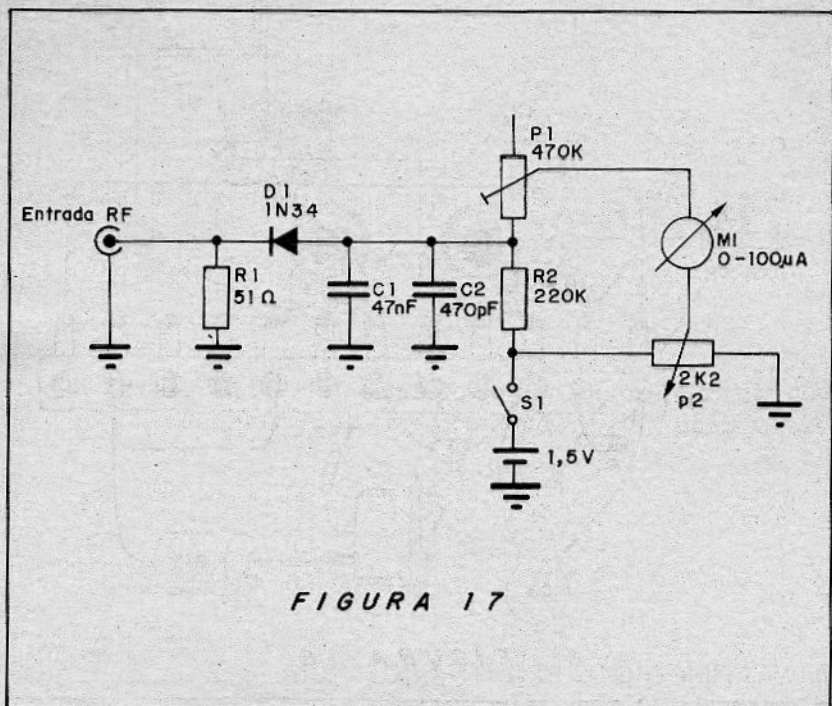 P1
470K
D1
1N34
Entrada RF
M1
0-100µA
R1
51Ω
C1
47nF
C2
470pF
R2
220K
2K2
p2
S1
1,5V
FIGURA 17